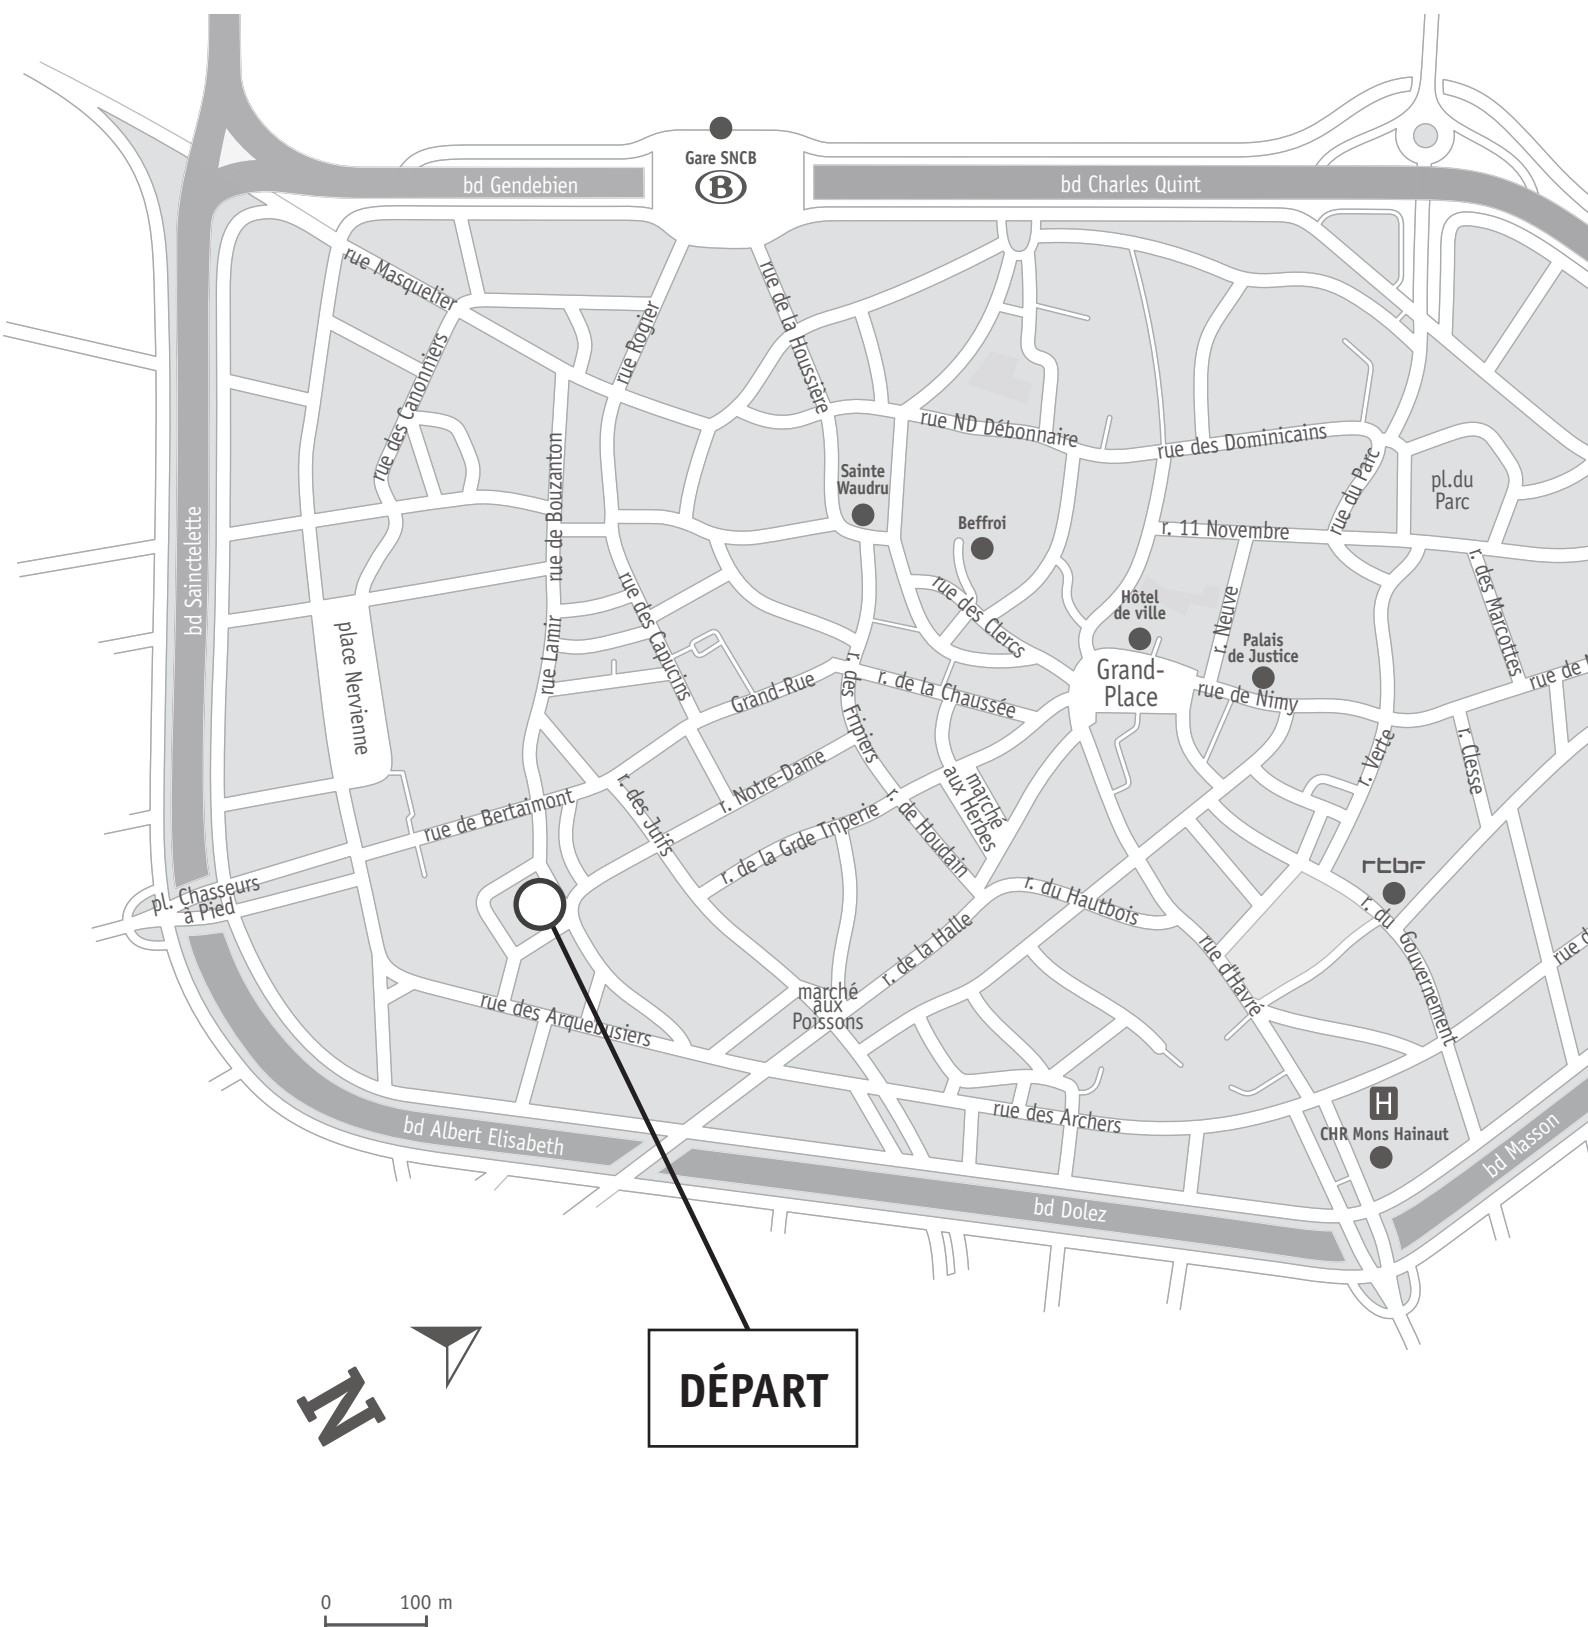 Gare SNCB
B
bd Gendebien
bd Charles Quint
rue Masquelier
rue de la Houssière
rue Rogier
rue des Canonniers
rue ND Débonnaire
rue des Dominicains
rue de Bouzanton
Sainte
Waudru
rue du Parc
pl.du
Parc
Beffroi
r. 11 Novembre
bd Sainctelette
r. des Marcottes
rue des Capucins
rue des Clercs
Hôtel
de ville
r. Neuve
Palais
de Justice
place Nervienne
rue Lamir
Grand-Rue
r. des Fripiers
r. de la Chaussée
Grand-
Place
rue de Nimy
rue de
r. Verte
r. Clesse
r. Notre-Dame
marché
aux Herbes
rue de Bertaimont
r. des Juifs
r. de la Grde Triperie
r. de Houdain
rtbf
pl. Chasseurs
à Pied
r. du Hautbois
r. du Gouvernement
r. de la Halle
rue d'Havré
rue d
marché
aux
Poissons
rue des Arquebusiers
rue des Archers
H
CHR Mons Hainaut
bd Albert Elisabeth
bd Masson
bd Dolez
DÉPART
N
0 100 m